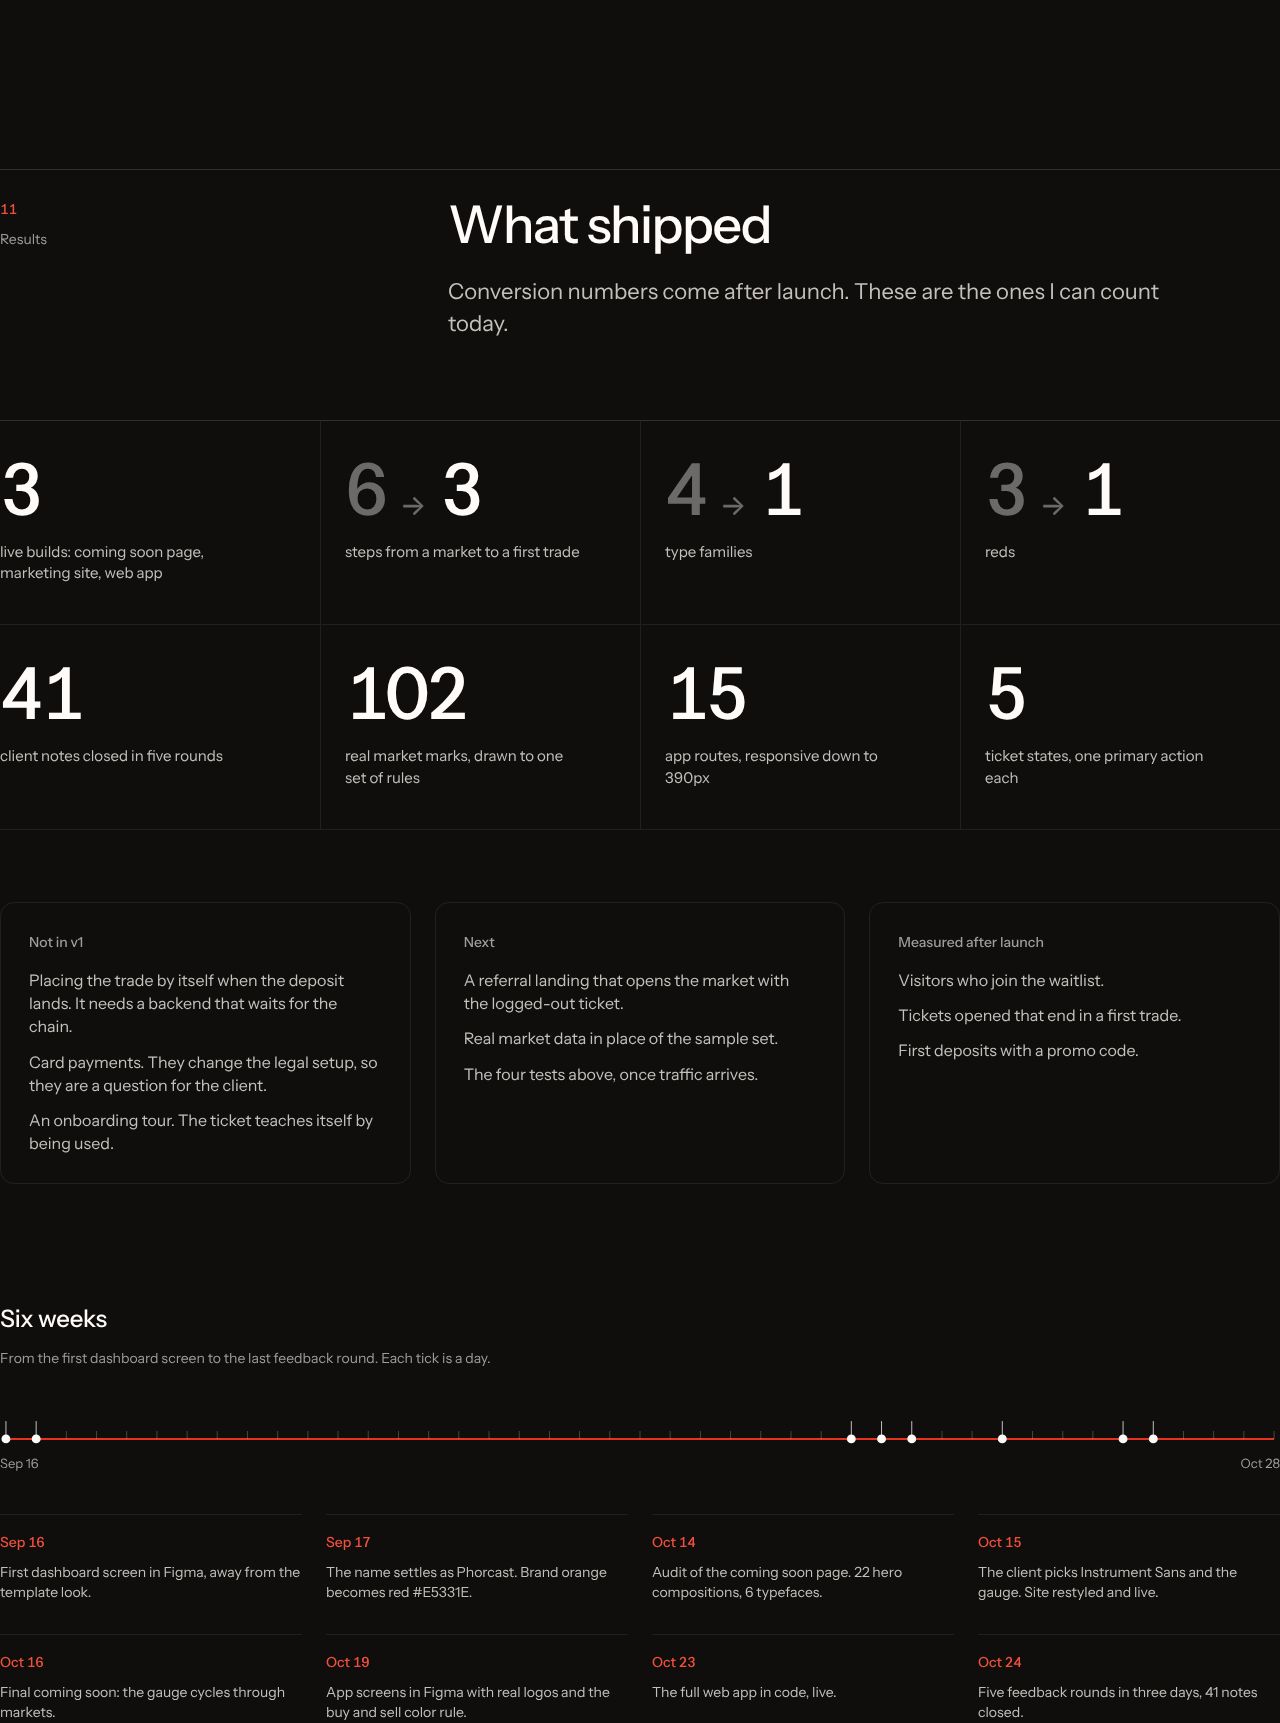 11
Results
What shipped
Conversion numbers come after launch. These are the ones I can count
today.
3
live builds: coming soon page,
marketing site, web app
6 → 3
steps from a market to a first trade
4 → 1
type families
3 → 1
reds
41
client notes closed in five rounds
102
real market marks, drawn to one
set of rules
15
app routes, responsive down to
390px
5
ticket states, one primary action
each
Not in v1
Placing the trade by itself when the deposit
lands. It needs a backend that waits for the
chain.
Card payments. They change the legal setup, so
they are a question for the client.
An onboarding tour. The ticket teaches itself by
being used.
Next
A referral landing that opens the market with
the logged-out ticket.
Real market data in place of the sample set.
The four tests above, once traffic arrives.
Measured after launch
Visitors who join the waitlist.
Tickets opened that end in a first trade.
First deposits with a promo code.
Six weeks
From the first dashboard screen to the last feedback round. Each tick is a day.
Sep 16
Oct 28
Sep 16
First dashboard screen in Figma, away from the
template look.
Sep 17
The name settles as Phorcast. Brand orange
becomes red #E5331E.
Oct 14
Audit of the coming soon page. 22 hero
compositions, 6 typefaces.
Oct 15
The client picks Instrument Sans and the
gauge. Site restyled and live.
Oct 16
Final coming soon: the gauge cycles through
markets.
Oct 19
App screens in Figma with real logos and the
buy and sell color rule.
Oct 23
The full web app in code, live.
Oct 24
Five feedback rounds in three days, 41 notes
closed.